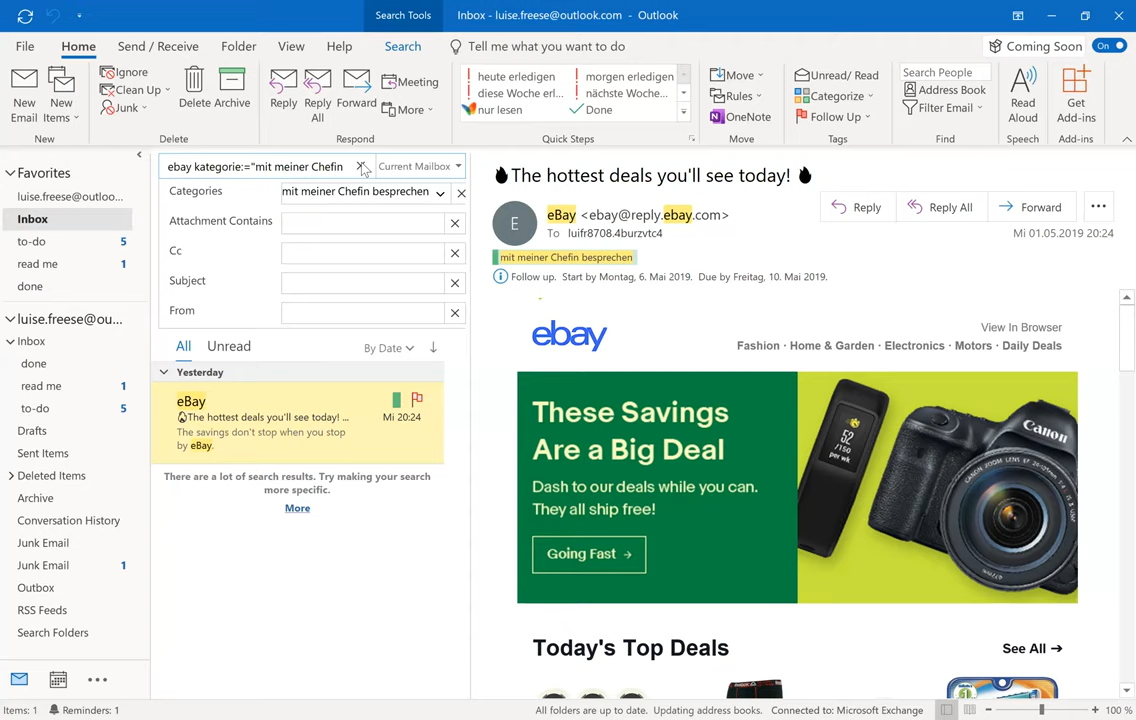 Search Tools
Inbox - luise.freese@outlook.com - Outlook
File
Home
Send / Receive
Folder
View
Help
Search
Tell me what you want to do
Coming Soon
On
New Email
New Items
New
Ignore
Clean Up
Junk
Delete
Archive
Delete
Reply
Reply All
Forward
Meeting
More
Respond
heute erledigen
diese Woche erl...
nur lesen
morgen erledigen
nächste Woche...
Done
Quick Steps
Move
Rules
OneNote
Move
Unread/ Read
Categorize
Follow Up
Tags
Search People
Address Book
Filter Email
Find
Read Aloud
Speech
Get Add-ins
Add-ins
Favorites
luise.freese@outloo...
Inbox
to-do 5
read me 1
done
luise.freese@ou...
Inbox
done
read me 1
to-do 5
Drafts
Sent Items
Deleted Items
Archive
Conversation History
Junk Email
Junk Email 1
Outbox
RSS Feeds
Search Folders
ebay kategorie:="mit meiner Chefin
Current Mailbox
Categories mit meiner Chefin besprechen
Attachment Contains
Cc
Subject
From
All Unread By Date
Yesterday
eBay
The hottest deals you'll see today! ... Mi 20:24
The savings don't stop when you stop
by eBay.
There are a lot of search results. Try making your search
more specific.
More
The hottest deals you'll see today!
E
eBay <ebay@reply.ebay.com>
To luifr8708.4burzvtc4
Reply
Reply All
Forward
Mi 01.05.2019 20:24
mit meiner Chefin besprechen
Follow up. Start by Montag, 6. Mai 2019. Due by Freitag, 10. Mai 2019.
ebay
View In Browser
Fashion · Home & Garden · Electronics · Motors · Daily Deals
These Savings
Are a Big Deal
Dash to our deals while you can.
They all ship free!
Going Fast →
52
Canon
Today's Top Deals
See All →
Items: 1
Reminders: 1
All folders are up to date.
Updating address books.
Connected to: Microsoft Exchange
100 %